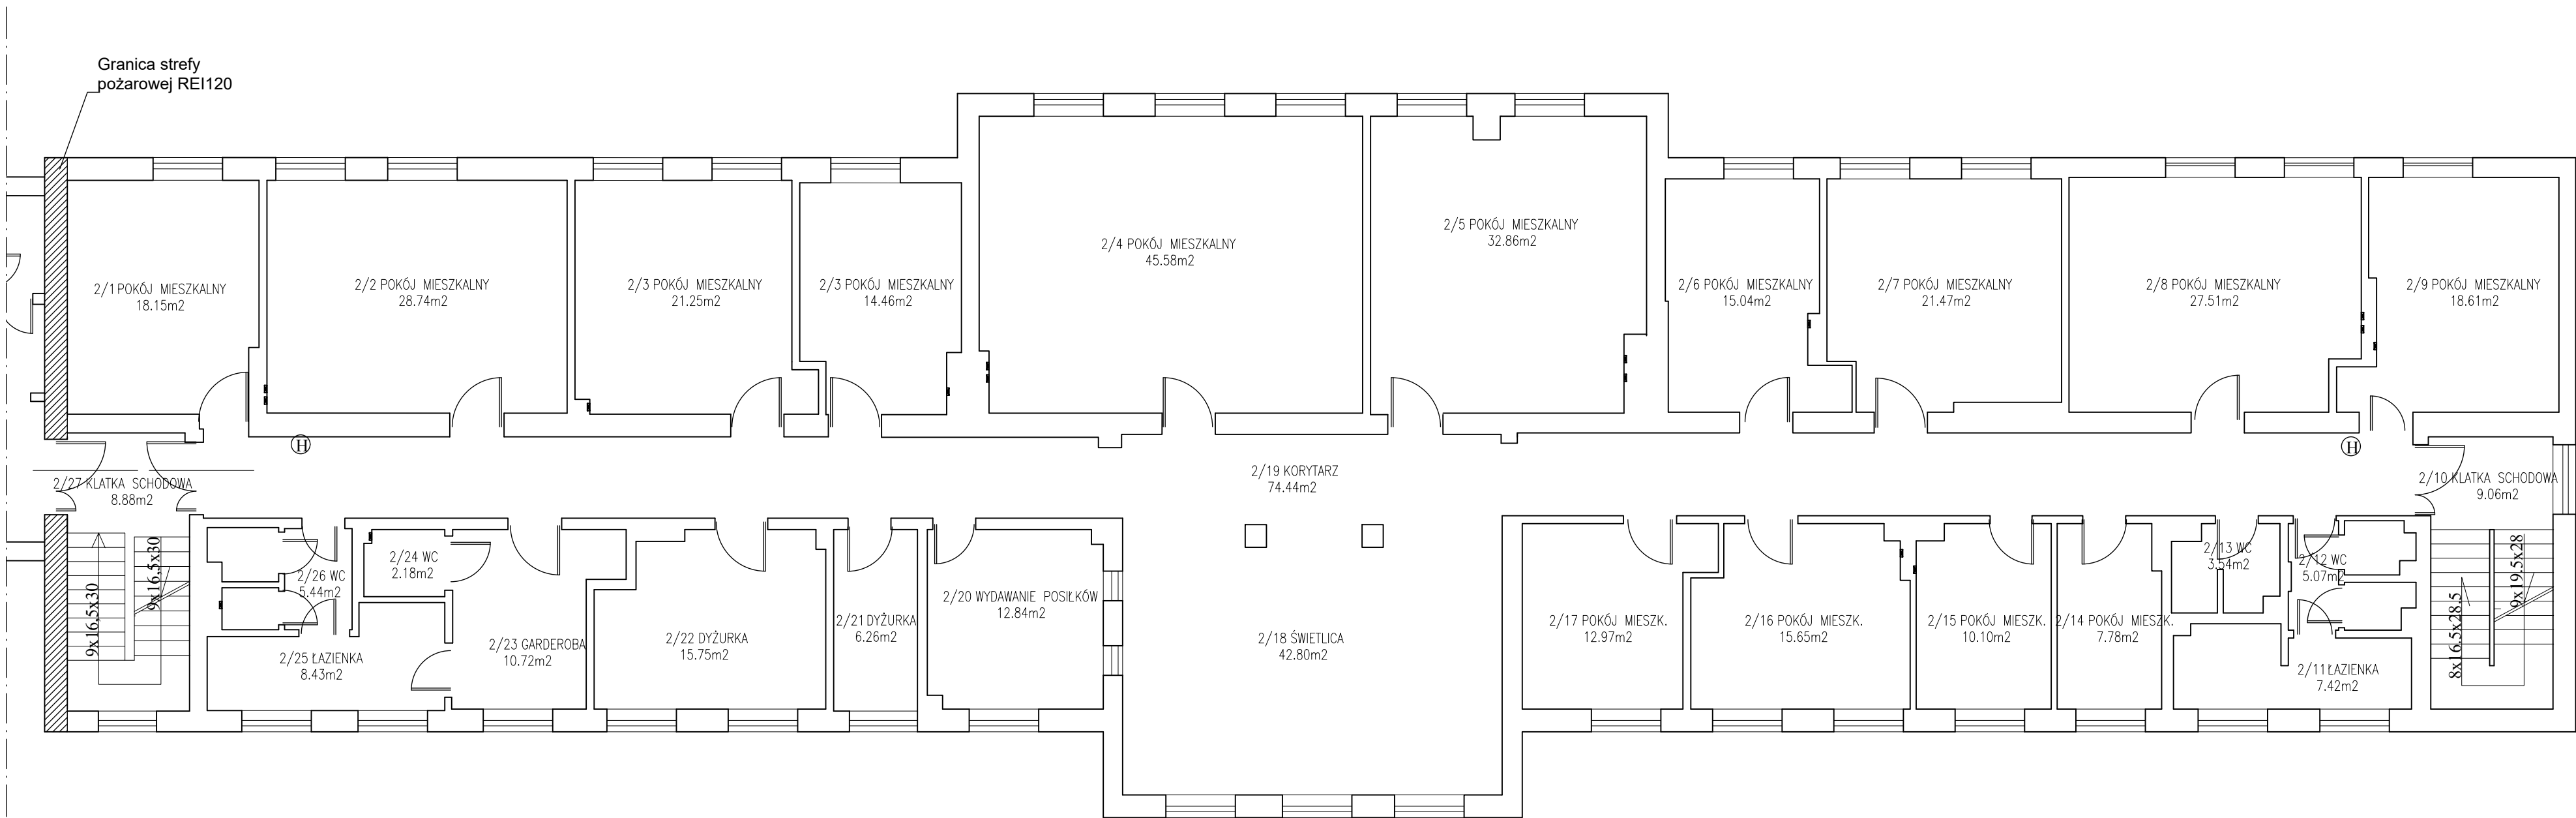 Granica strefy
pożarowej REI120
2/1 POKÓJ MIESZKALNY
18.15m2
2/2 POKÓJ MIESZKALNY
28.74m2
2/3 POKÓJ MIESZKALNY
21.25m2
2/3 POKÓJ MIESZKALNY
14.46m2
2/4 POKÓJ MIESZKALNY
45.58m2
2/5 POKÓJ MIESZKALNY
32.86m2
2/6 POKÓJ MIESZKALNY
15.04m2
2/7 POKÓJ MIESZKALNY
21.47m2
2/8 POKÓJ MIESZKALNY
27.51m2
2/9 POKÓJ MIESZKALNY
18.61m2
H
H
2/27 KLATKA SCHODOWA
8.88m2
2/19 KORYTARZ
74.44m2
2/10 KLATKA SCHODOWA
9.06m2
9x16,5x30
9x16,5x30
2/26 WC
5.44m2
2/24 WC
2.18m2
2/25 ŁAZIENKA
8.43m2
2/23 GARDEROBA
10.72m2
2/22 DYŻURKA
15.75m2
2/21 DYŻURKA
6.26m2
2/20 WYDAWANIE POSIŁKÓW
12.84m2
2/18 ŚWIETLICA
42.80m2
2/17 POKÓJ MIESZK.
12.97m2
2/16 POKÓJ MIESZK.
15.65m2
2/15 POKÓJ MIESZK.
10.10m2
2/14 POKÓJ MIESZK.
7.78m2
2/13 WC
3.54m2
2/12 WC
5.07m2
2/11 ŁAZIENKA
7.42m2
8x16,5x28,5
9x19,5x28